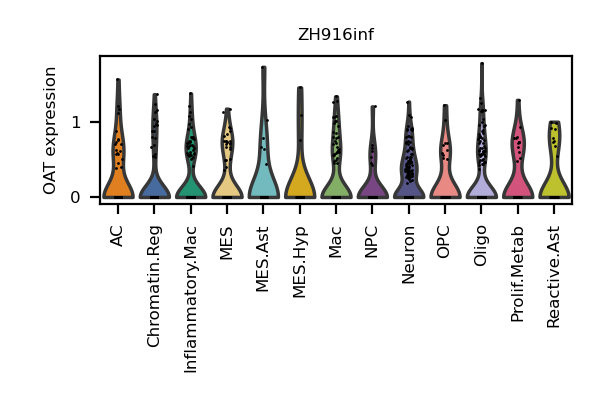 ZH916inf
OAT expression
1
0
AC
Chromatin.Reg
Inflammatory.Mac
MES
MES.Ast
MES.Hyp
Mac
NPC
Neuron
OPC
Oligo
Prolif.Metab
Reactive.Ast